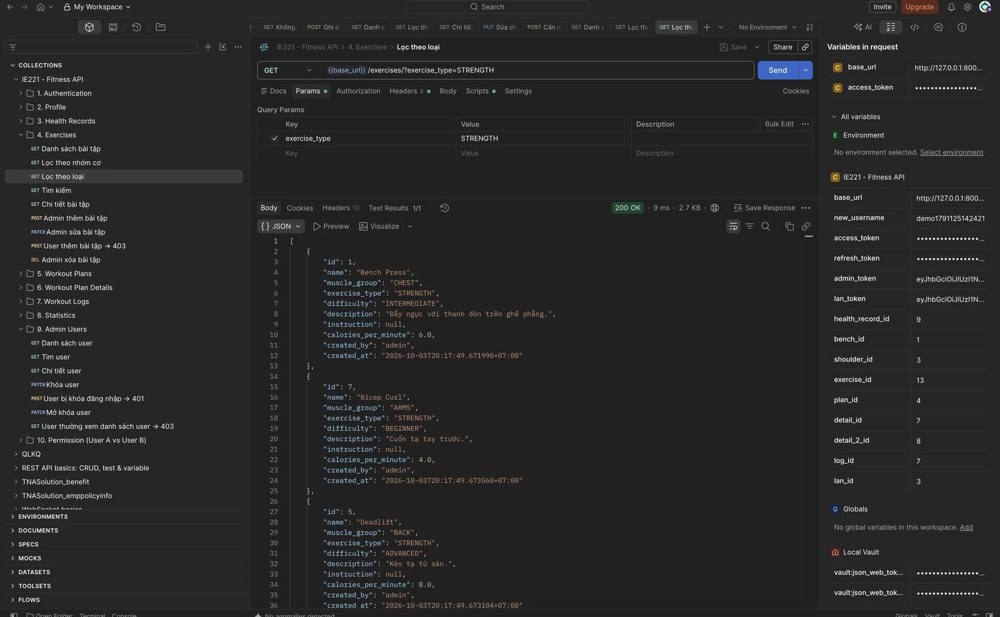 My Workspace
Search
Invite
Upgrade
GET Không
POST Ghi c
GET Danh s
GET Lọc th
GET Chi tiế
PUT Sửa ch
POST Cân n
GET Danh s
GET Lọc th
GET Lọc th
No Environment
AI
COLLECTIONS
IE221 - Fitness API
1. Authentication
2. Profile
3. Health Records
4. Exercises
GET Danh sách bài tập
GET Lọc theo nhóm cơ
GET Lọc theo loại
GET Tìm kiếm
GET Chi tiết bài tập
POST Admin thêm bài tập
PATCH Admin sửa bài tập
POST User thêm bài tập → 403
DEL Admin xóa bài tập
5. Workout Plans
6. Workout Plan Details
7. Workout Logs
8. Statistics
9. Admin Users
GET Danh sách user
GET Tìm user
GET Chi tiết user
PATCH Khóa user
POST User bị khóa đăng nhập → 401
PATCH Mở khóa user
GET User thường xem danh sách user → 403
10. Permission (User A vs User B)
QLKQ
REST API basics: CRUD, test & variable
TNASolution_benefit
TNASolution_emppolicyinfo
WebSocket basics
ENVIRONMENTS
DOCUMENTS
SPECS
MOCKS
DATASETS
TOOLSETS
FLOWS
HTTP IE221 - Fitness API > 4. Exercises > Lọc theo loại
Save
Share
GET {{base_url}} /exercises/?exercise_type=STRENGTH
Send
Docs Params Authorization Headers 8 Body Scripts Settings
Cookies
Query Params
Key Value Description Bulk Edit
exercise_type STRENGTH
Key Value Description
Body Cookies Headers 10 Test Results 1/1
200 OK • 9 ms • 2.7 KB
e.g. Save Response
{} JSON Preview Visualize
1 [
2 {
3 "id": 1,
4 "name": "Bench Press",
5 "muscle_group": "CHEST",
6 "exercise_type": "STRENGTH",
7 "difficulty": "INTERMEDIATE",
8 "description": "Đẩy ngực với thanh đòn trên ghế phẳng.",
9 "instruction": null,
10 "calories_per_minute": 6.0,
11 "created_by": "admin",
12 "created_at": "2026-10-03T20:17:49.671990+07:00"
13 },
14 {
15 "id": 7,
16 "name": "Bicep Curl",
17 "muscle_group": "ARMS",
18 "exercise_type": "STRENGTH",
19 "difficulty": "BEGINNER",
20 "description": "Cuốn tạ tay trước.",
21 "instruction": null,
22 "calories_per_minute": 4.0,
23 "created_by": "admin",
24 "created_at": "2026-10-03T20:17:49.673560+07:00"
25 },
26 {
27 "id": 5,
28 "name": "Deadlift",
29 "muscle_group": "BACK",
30 "exercise_type": "STRENGTH",
31 "difficulty": "ADVANCED",
32 "description": "Kéo tạ từ sàn.",
33 "instruction": null,
34 "calories_per_minute": 8.0,
35 "created_by": "admin",
36 "created_at": "2026-10-03T20:17:49.673104+07:00"
Variables in request
C base_url http://127.0.0.1:800...
C access_token ••••••••••••••••...
All variables
E Environment
No environment selected. Select environment
C IE221 - Fitness API
base_url http://127.0.0.1:800...
new_username demo1791125142421
access_token ••••••••••••••••...
refresh_token ••••••••••••••••...
admin_token eyJhbGciOiJIUzI1N...
lan_token eyJhbGciOiJIUzI1N...
health_record_id 9
bench_id 1
shoulder_id 3
exercise_id 13
plan_id 4
detail_id 7
detail_2_id 8
log_id 7
lan_id 3
G Globals
No global variables in this workspace. Add
Local Vault
vault:json_web_tok... ••••••••••••••••...
vault:json_web_tok... ••••••••••••••••...
Open Folder Terminal Console
No anomalies detected
Globals Vault Tools